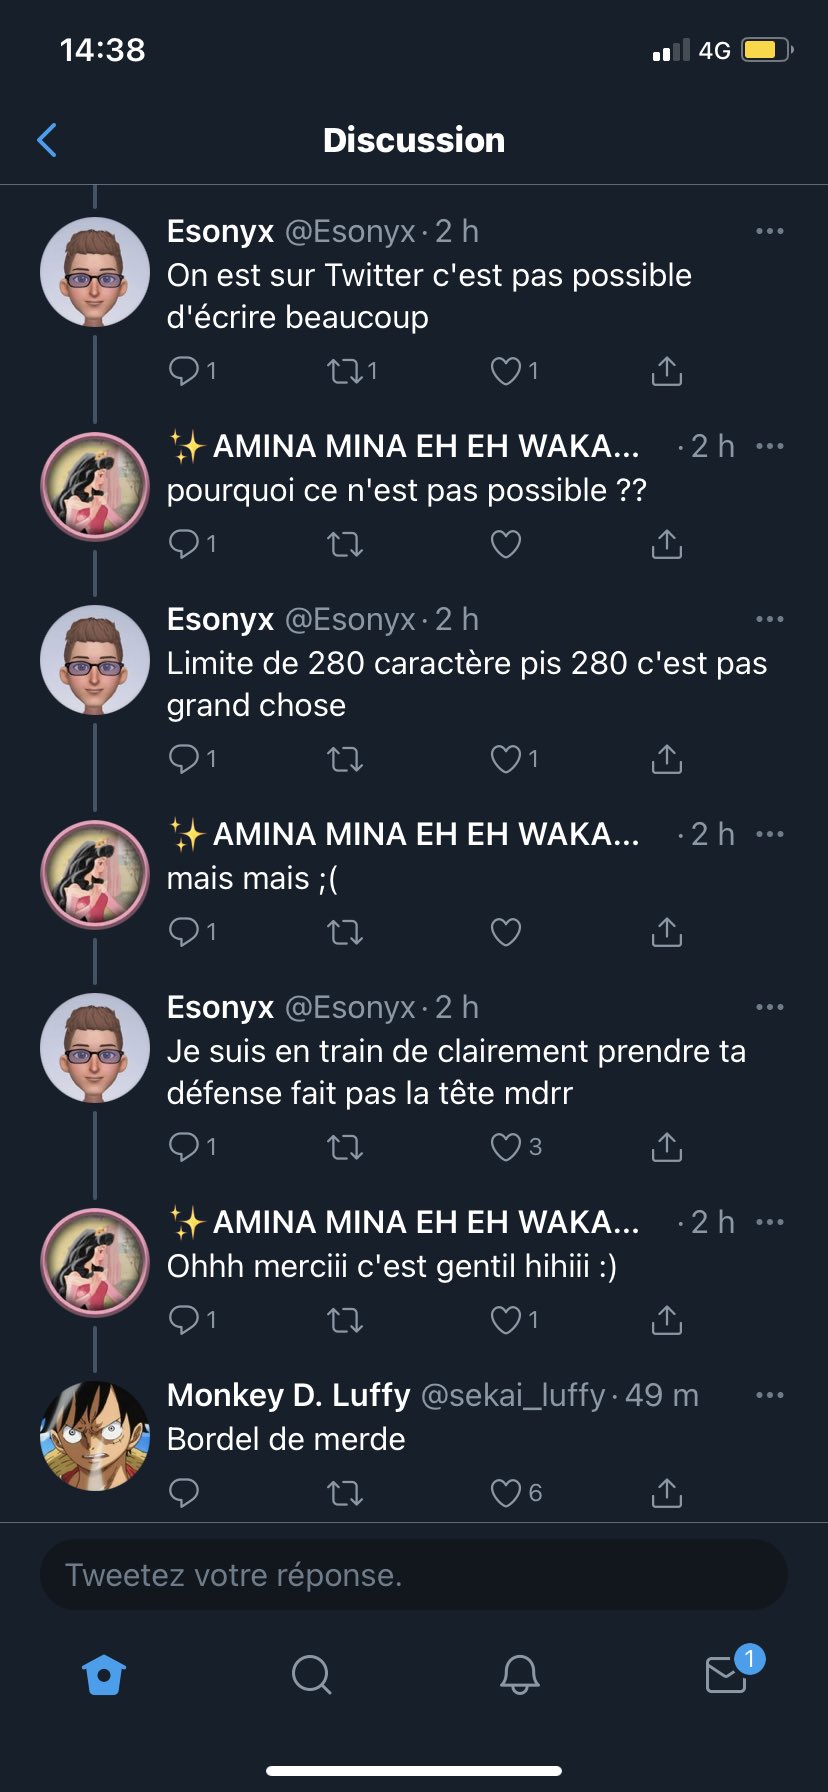 14:38
4G
Discussion
Esonyx @Esonyx · 2 h
On est sur Twitter c'est pas possible
d'écrire beaucoup
1 1 1
✨ AMINA MINA EH EH WAKA... · 2 h
pourquoi ce n'est pas possible ??
1
Esonyx @Esonyx · 2 h
Limite de 280 caractère pis 280 c'est pas
grand chose
1 1
✨ AMINA MINA EH EH WAKA... · 2 h
mais mais ;(
1
Esonyx @Esonyx · 2 h
Je suis en train de clairement prendre ta
défense fait pas la tête mdrr
1 3
✨ AMINA MINA EH EH WAKA... · 2 h
Ohhh merciii c'est gentil hihiii :)
1 1
Monkey D. Luffy @sekai_luffy · 49 m
Bordel de merde
6
Tweetez votre réponse.
1